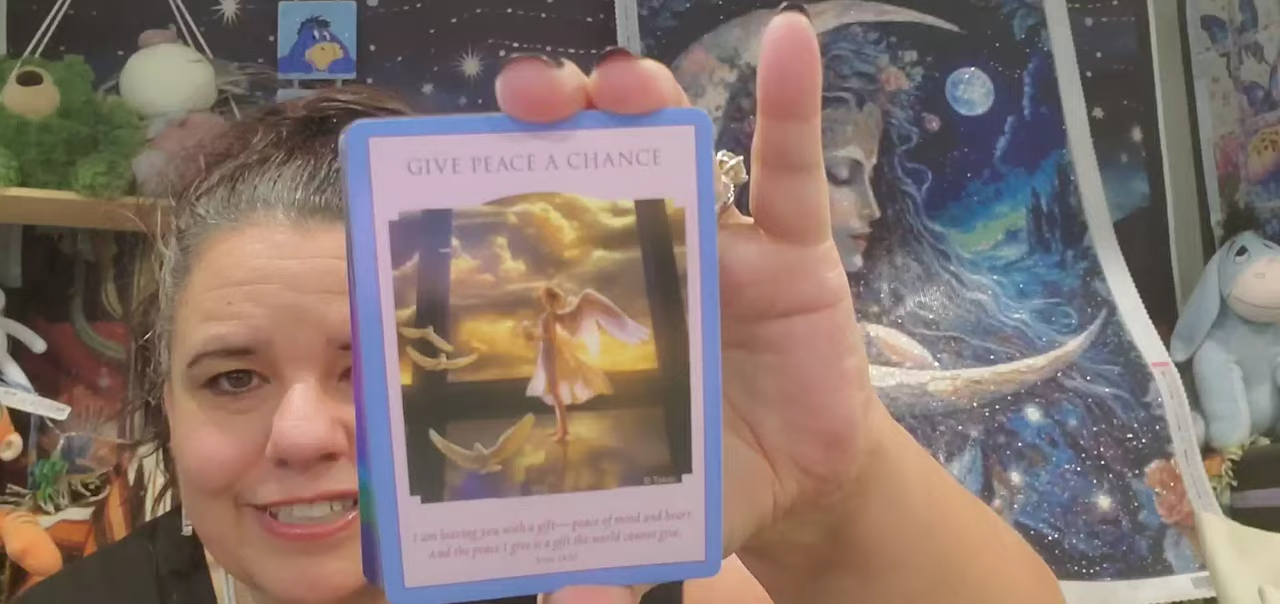 GIVE PEACE A CHANCE
I am leaving you with a gift—peace of mind and heart.
And the peace I give is a gift the world cannot give.